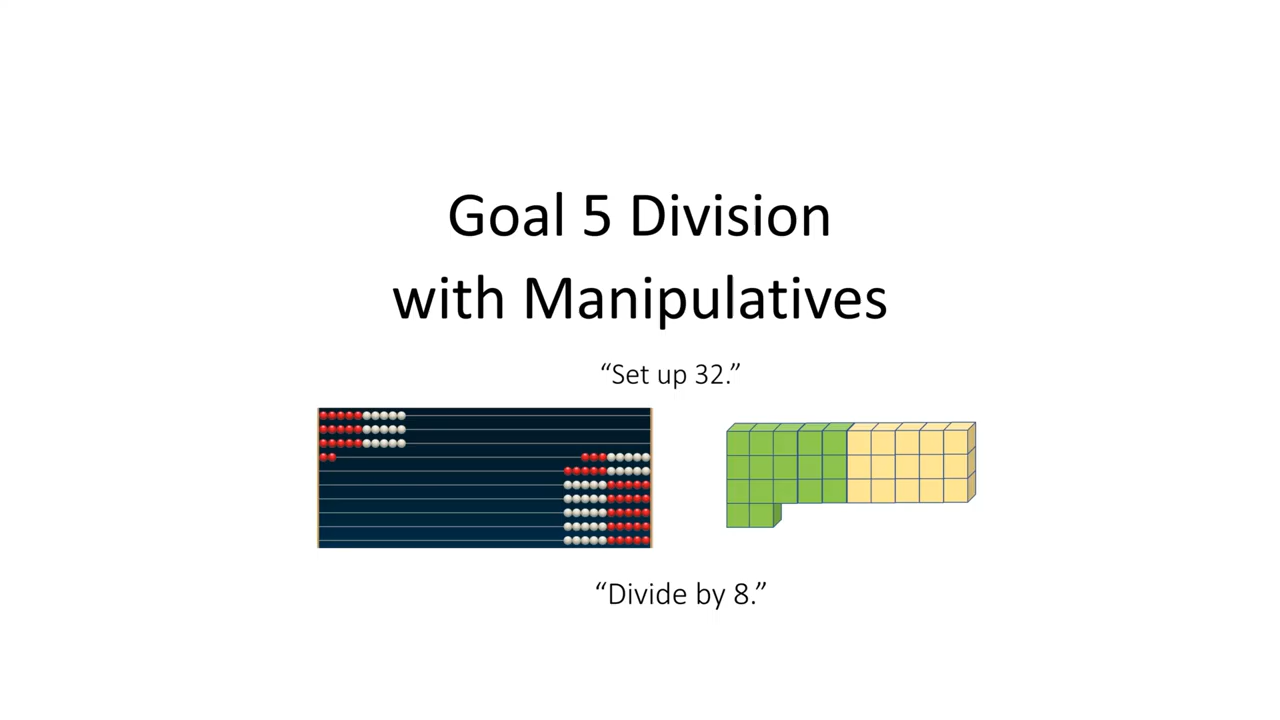 Goal 5 Division
with Manipulatives
“Set up 32.”
“Divide by 8.”